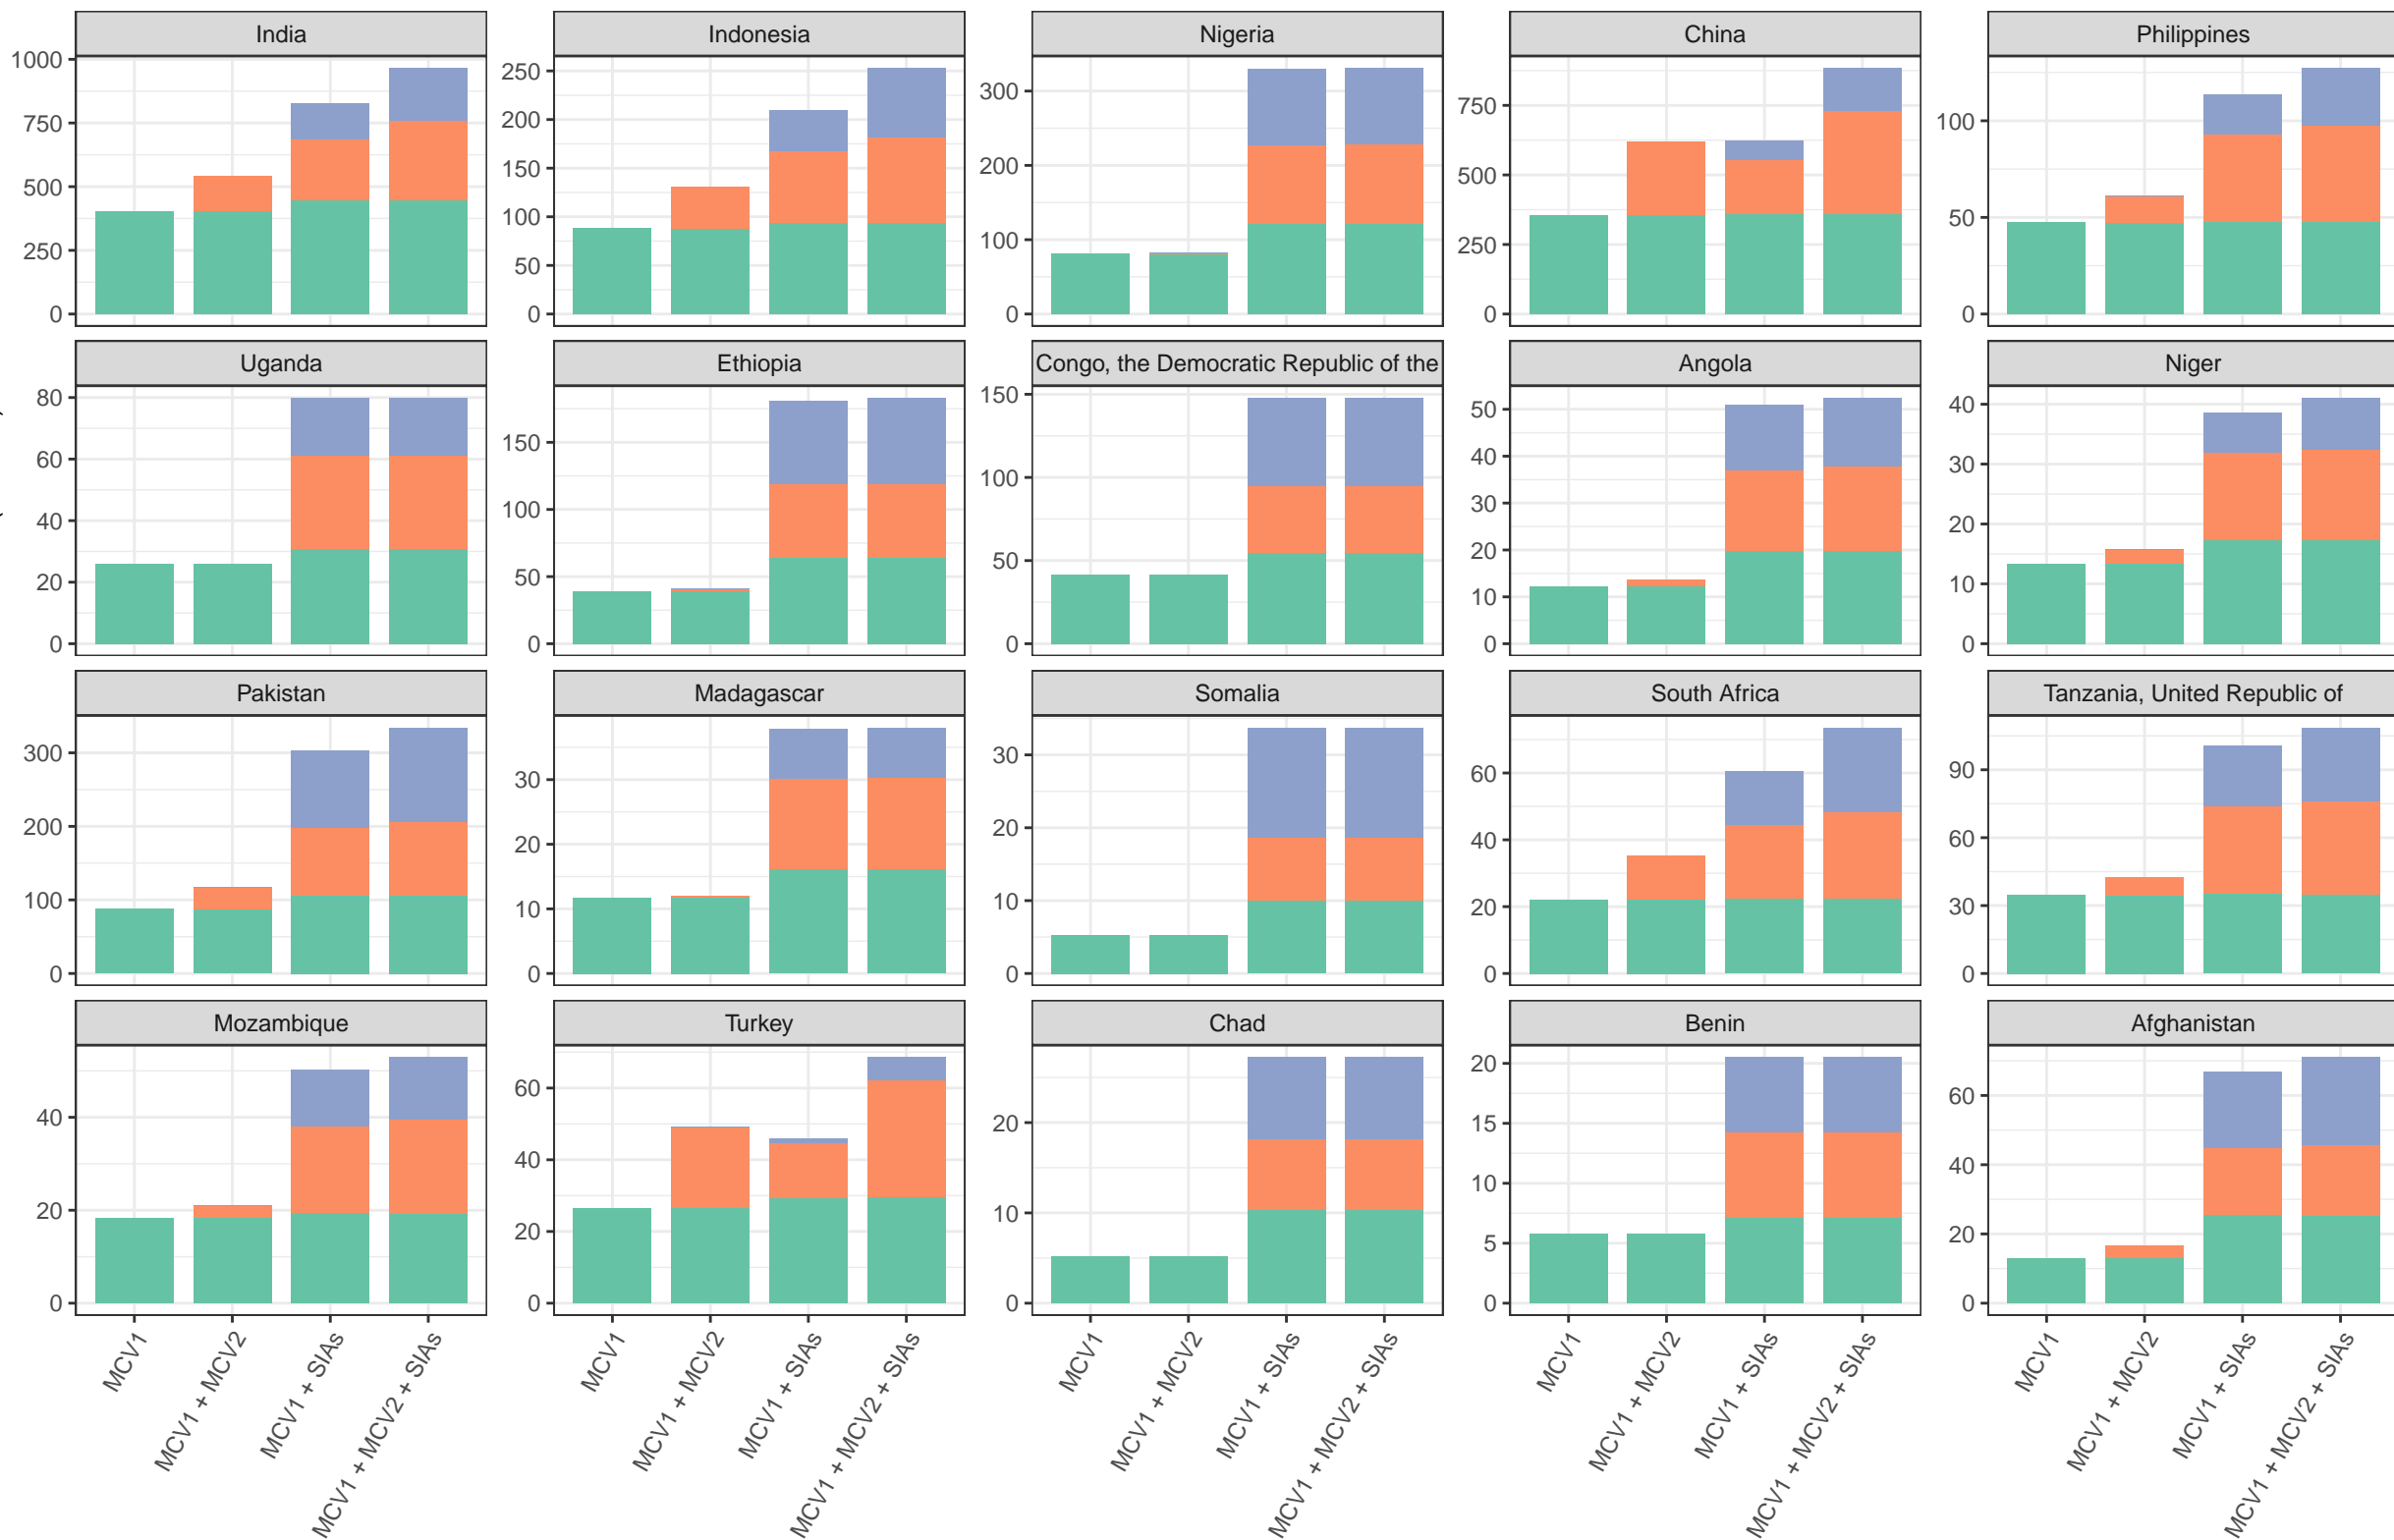 India
Indonesia
Nigeria
China
Philippines
1000
750
500
250
0
250
200
150
100
50
0
300
200
100
0
750
500
250
0
100
50
0
Uganda
Ethiopia
Congo, the Democratic Republic of the
Angola
Niger
80
60
40
20
0
150
100
50
0
150
100
50
0
50
40
30
20
10
0
40
30
20
10
0
Pakistan
Madagascar
Somalia
South Africa
Tanzania, United Republic of
300
200
100
0
30
20
10
0
30
20
10
0
60
40
20
0
90
60
30
0
Mozambique
Turkey
Chad
Benin
Afghanistan
40
20
0
60
40
20
0
20
10
0
20
15
10
5
0
60
40
20
0
MCV1
MCV1 + MCV2
MCV1 + SIAs
MCV1 + MCV2 + SIAs
MCV1
MCV1 + MCV2
MCV1 + SIAs
MCV1 + MCV2 + SIAs
MCV1
MCV1 + MCV2
MCV1 + SIAs
MCV1 + MCV2 + SIAs
MCV1
MCV1 + MCV2
MCV1 + SIAs
MCV1 + MCV2 + SIAs
MCV1
MCV1 + MCV2
MCV1 + SIAs
MCV1 + MCV2 + SIAs